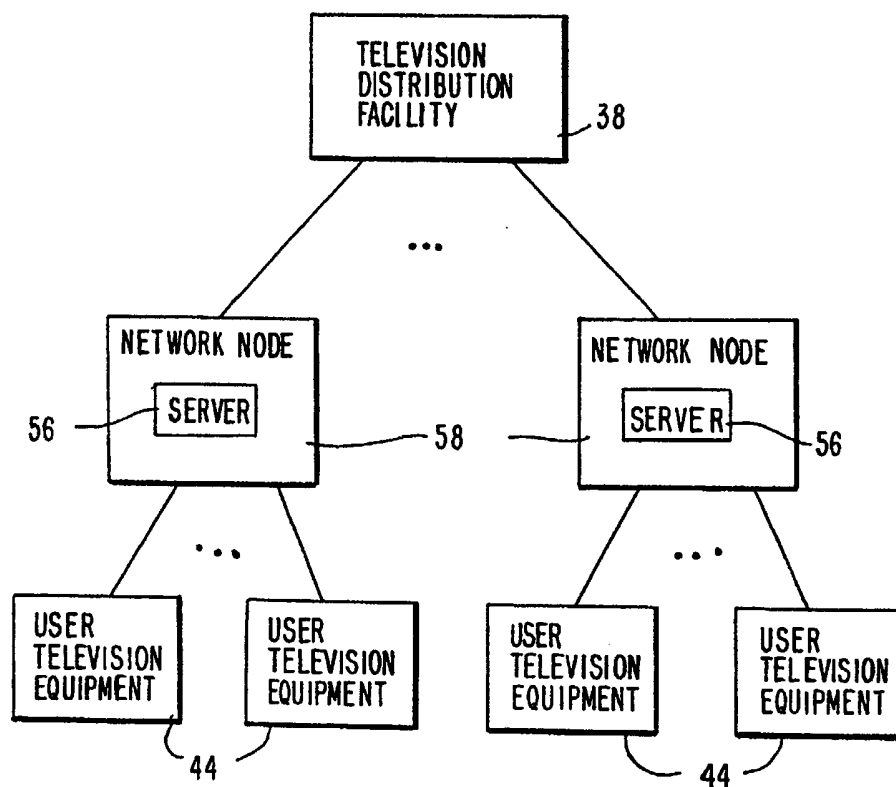 TELEVISION
DISTRIBUTION
FACILITY
38
...
NETWORK NODE
SERVER
56
58
NETWORK NODE
SERVER
56
...
...
USER
TELEVISION
EQUIPMENT
USER
TELEVISION
EQUIPMENT
USER
TELEVISION
EQUIPMENT
USER
TELEVISION
EQUIPMENT
44
44